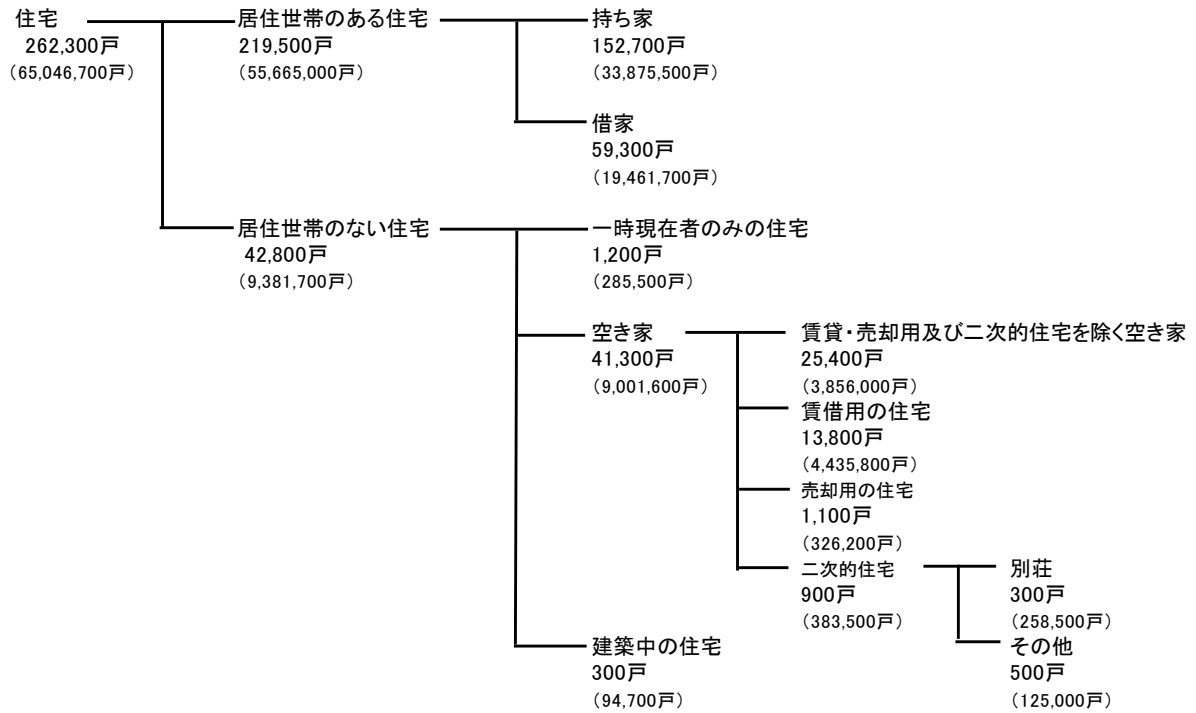 住宅
262,300戸
（65,046,700戸）
居住世帯のある住宅
219,500戸
（55,665,000戸）
持ち家
152,700戸
（33,875,500戸）
借家
59,300戸
（19,461,700戸）
居住世帯のない住宅
42,800戸
（9,381,700戸）
一時現在者のみの住宅
1,200戸
（285,500戸）
空き家
41,300戸
（9,001,600戸）
賃貸・売却用及び二次的住宅を除く空き家
25,400戸
（3,856,000戸）
賃借用の住宅
13,800戸
（4,435,800戸）
売却用の住宅
1,100戸
（326,200戸）
二次的住宅
900戸
（383,500戸）
別荘
300戸
（258,500戸）
その他
500戸
（125,000戸）
建築中の住宅
300戸
（94,700戸）